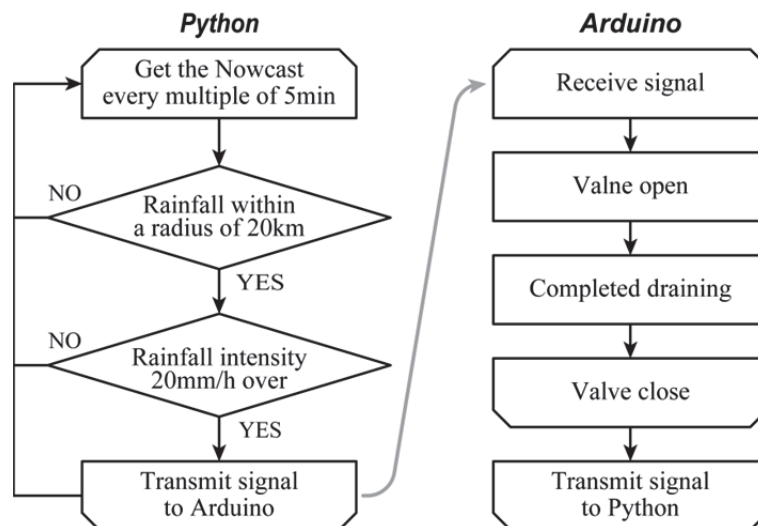 Python
Get the Nowcast
every multiple of 5min
NO
Rainfall within
a radius of 20km
YES
NO
Rainfall intensity
20mm/h over
YES
Transmit signal
to Arduino
Arduino
Receive signal
Valne open
Completed draining
Valve close
Transmit signal
to Python